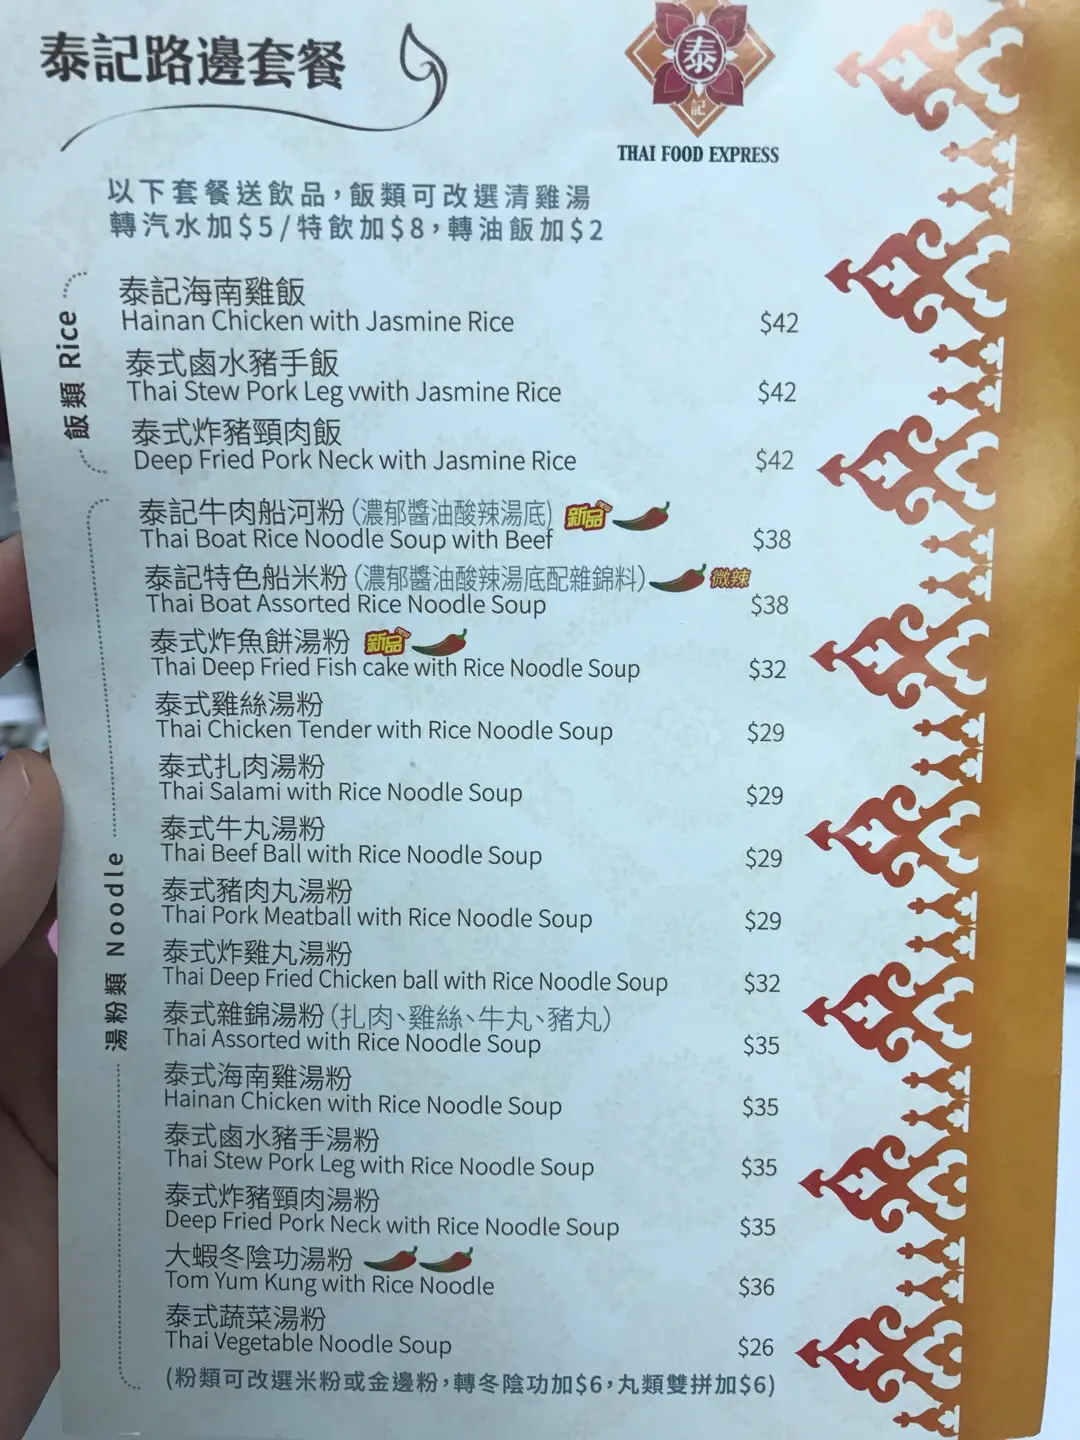 泰記路邊套餐
泰
記
THAI FOOD EXPRESS
以下套餐送飲品，飯類可改選清雞湯
轉汽水加$5/特飲加$8，轉油飯加$2
飯類 Rice
泰記海南雞飯
Hainan Chicken with Jasmine Rice $42
泰式鹵水豬手飯
Thai Stew Pork Leg vwith Jasmine Rice $42
泰式炸豬頸肉飯
Deep Fried Pork Neck with Jasmine Rice $42
湯粉類 Noodle
泰記牛肉船河粉（濃郁醬油酸辣湯底） 新品 NEW
Thai Boat Rice Noodle Soup with Beef $38
泰記特色船米粉（濃郁醬油酸辣湯底配雜錦料） 微辣
Thai Boat Assorted Rice Noodle Soup $38
泰式炸魚餅湯粉 新品 NEW
Thai Deep Fried Fish cake with Rice Noodle Soup $32
泰式雞絲湯粉
Thai Chicken Tender with Rice Noodle Soup $29
泰式扎肉湯粉
Thai Salami with Rice Noodle Soup $29
泰式牛丸湯粉
Thai Beef Ball with Rice Noodle Soup $29
泰式豬肉丸湯粉
Thai Pork Meatball with Rice Noodle Soup $29
泰式炸雞丸湯粉
Thai Deep Fried Chicken ball with Rice Noodle Soup $32
泰式雜錦湯粉（扎肉、雞絲、牛丸、豬丸）
Thai Assorted with Rice Noodle Soup $35
泰式海南雞湯粉
Hainan Chicken with Rice Noodle Soup $35
泰式鹵水豬手湯粉
Thai Stew Pork Leg with Rice Noodle Soup $35
泰式炸豬頸肉湯粉
Deep Fried Pork Neck with Rice Noodle Soup $35
大蝦冬陰功湯粉
Tom Yum Kung with Rice Noodle $36
泰式蔬菜湯粉
Thai Vegetable Noodle Soup $26
(粉類可改選米粉或金邊粉，轉冬陰功加$6，丸類雙拼加$6)